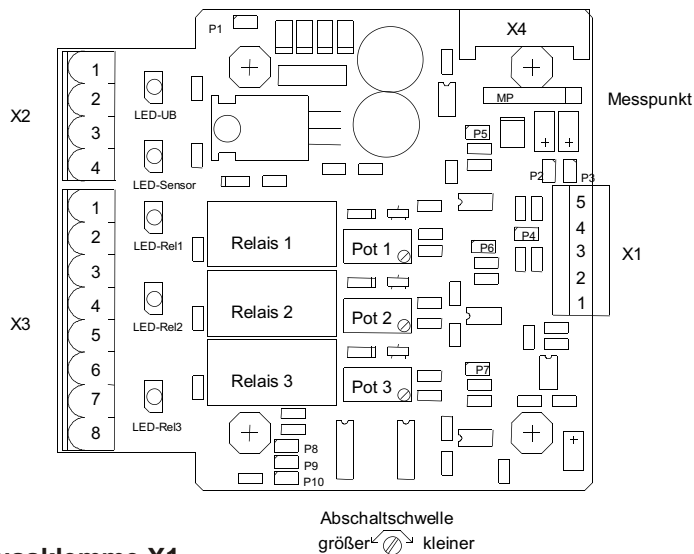 P1
X4
1
2
3
4
X2
LED-UB
LED-Sensor
MP
Messpunkt
P5
P2
P3
1
2
3
4
5
6
7
8
X3
LED-Rel1
LED-Rel2
LED-Rel3
Relais 1
Relais 2
Relais 3
Pot 1
Pot 2
Pot 3
P6
P4
P7
5
4
3
2
1
X1
P8
P9
P10
Abschaltschwelle
größer kleiner
X1